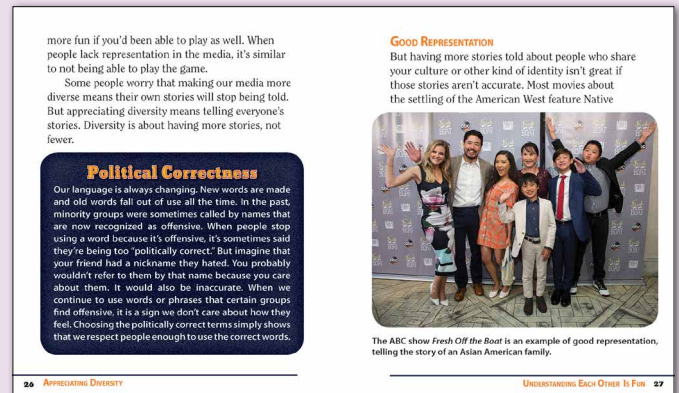 more fun if you'd been able to play as well. When
people lack representation in the media, it's similar
to not being able to play the game.
Some people worry that making our media more
diverse means their own stories will stop being told.
But appreciating diversity means telling everyone's
stories. Diversity is about having more stories, not
fewer.
Political Correctness
Our language is always changing. New words are made
and old words fall out of use all the time. In the past,
minority groups were sometimes called by names that
are now recognized as offensive. When people stop
using a word because it's offensive, it's sometimes said
they're being too "politically correct." But imagine that
your friend had a nickname they hated. You probably
wouldn't refer to them by that name because you care
about them. It would also be inaccurate. When we
continue to use words or phrases that certain groups
find offensive, it is a sign we don't care about how they
feel. Choosing the politically correct terms simply shows
that we respect people enough to use the correct words.
26 APPRECIATING DIVERSITY
GOOD REPRESENTATION
But having more stories told about people who share
your culture or other kind of identity isn't great if
those stories aren't accurate. Most movies about
the settling of the American West feature Native
The ABC show Fresh Off the Boat is an example of good representation,
telling the story of an Asian American family.
UNDERSTANDING EACH OTHER IS FUN 27